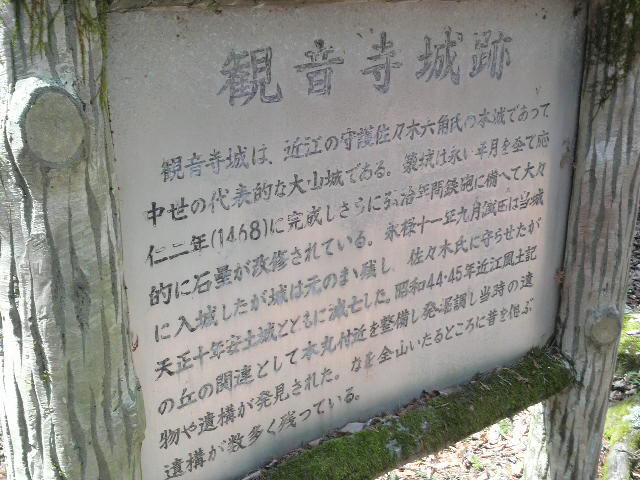 観音寺城跡
観音寺城は、近江の守護佐々木六角氏の本城であって
中世の代表的な大山城である。築城は永い年月を奎て応
仁二年(1468)に完成しさらに弘治年間鉄砲に備へて大々
的に石塁が改修されている。永桜十一年九月織田は当城
に入城したが城は元のまゝ残し、佐々木氏に守らせたが
天正十年安土城とともに滅亡した。昭和44・45年近江風土記
の丘の関連として本丸付近を整備し発掘調し当時の遺
物や遺構が発見された。なを全山いたるところに昔を偲ぶ
遺構が数多く残っている。